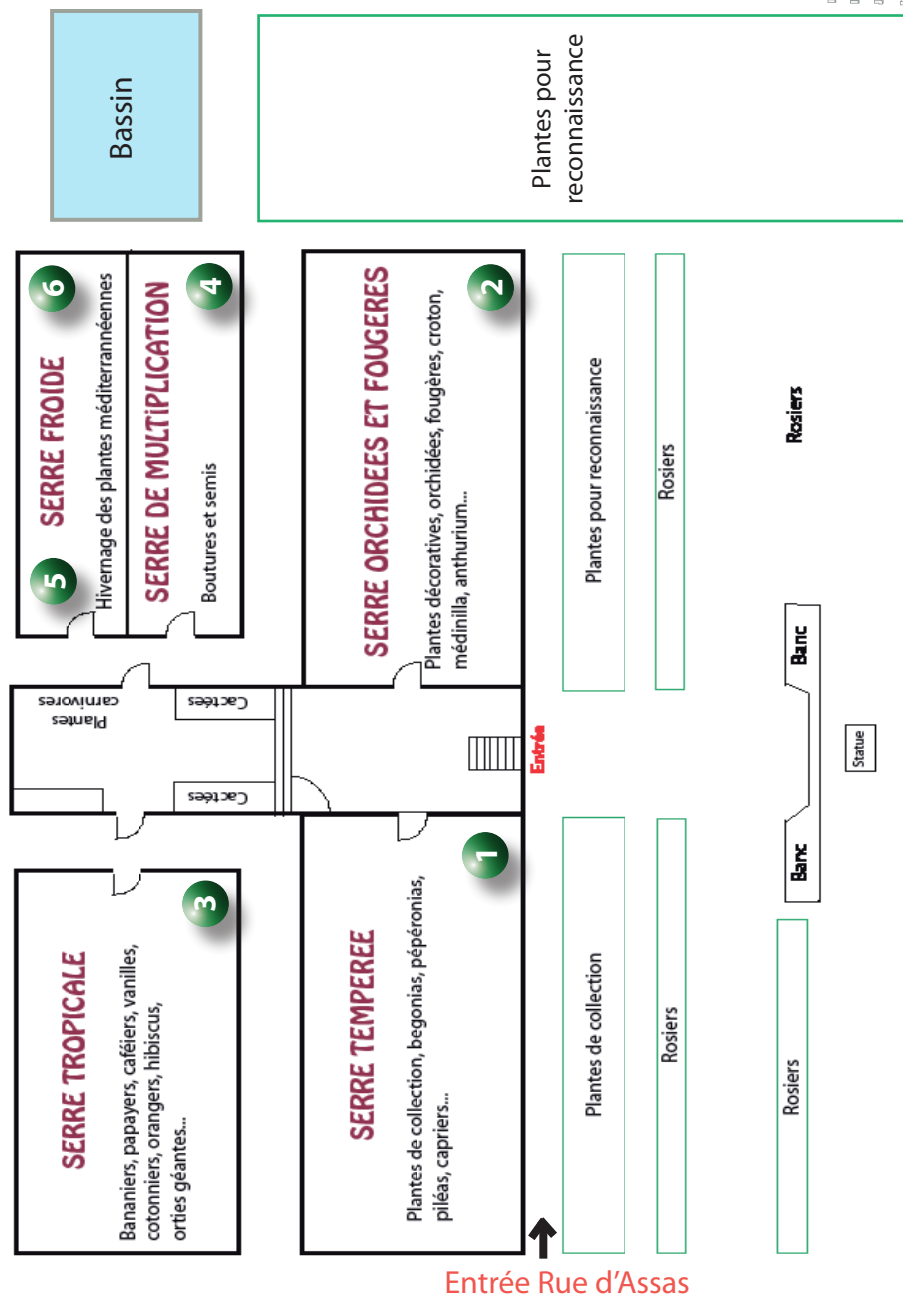 SERRE TROPICALE
Bananiers, papayers, caféiers, vanilles,
cotonniers, orangers, hibiscus,
orties géantes...
3
Plantes
carnivores
Cactées
Cactées
5
SERRE FROIDE
6
Hivernage des plantes méditerrannéennes
SERRE DE MULTIPLICATION
4
Boutures et semis
Bassin
SERRE TEMPEREE
Plantes de collection, begonias, pépéronias,
piléas, capriers...
1
SERRE ORCHIDEES ET FOUGERES
Plantes décoratives, orchidées, fougères, croton,
médinilla, anthurium...
2
Entrée
Entrée Rue d'Assas
Plantes de collection
Plantes pour reconnaissance
Plantes pour
reconnaissance
Rosiers
Rosiers
Rosiers
Banc
Banc
Rosiers
Statue